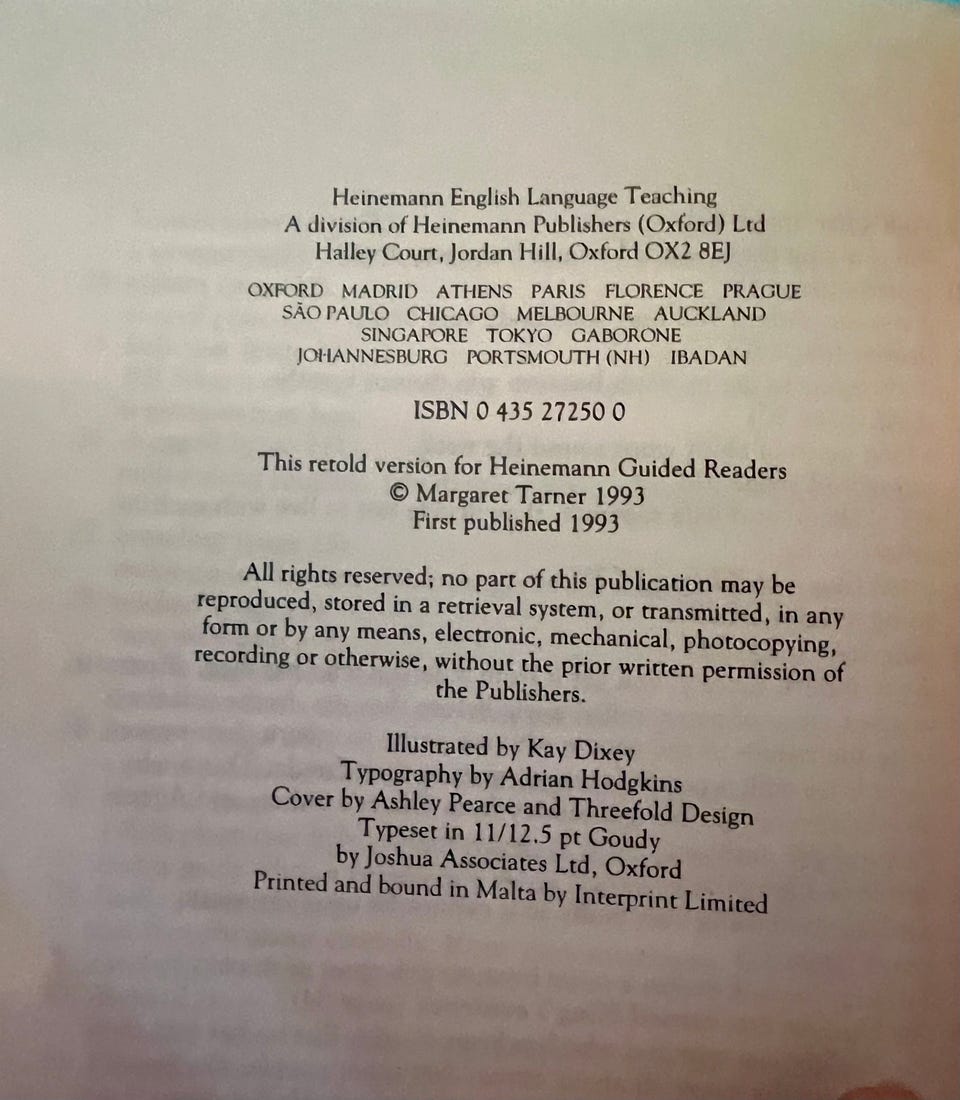 Heinemann English Language Teaching
A division of Heinemann Publishers (Oxford) Ltd
Halley Court, Jordan Hill, Oxford OX2 8EJ
OXFORD MADRID ATHENS PARIS FLORENCE PRAGUE
SÃO PAULO CHICAGO MELBOURNE AUCKLAND
SINGAPORE TOKYO GABORONE
JOHANNESBURG PORTSMOUTH (NH) IBADAN
ISBN 0 435 27250 0
This retold version for Heinemann Guided Readers
© Margaret Tarner 1993
First published 1993
All rights reserved; no part of this publication may be
reproduced, stored in a retrieval system, or transmitted, in any
form or by any means, electronic, mechanical, photocopying,
recording or otherwise, without the prior written permission of
the Publishers.
Illustrated by Kay Dixey
Typography by Adrian Hodgkins
Cover by Ashley Pearce and Threefold Design
Typeset in 11/12.5 pt Goudy
by Joshua Associates Ltd, Oxford
Printed and bound in Malta by Interprint Limited